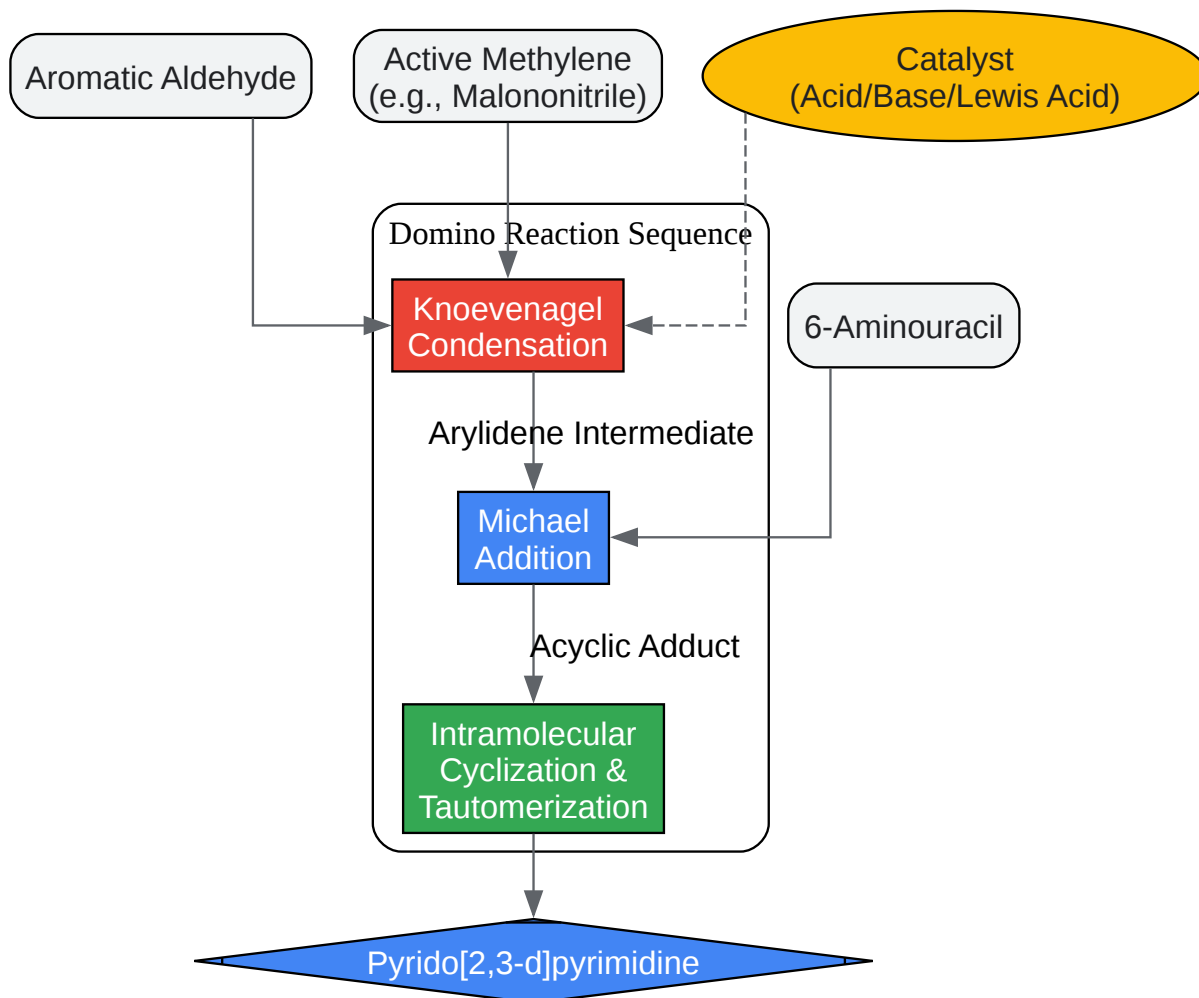 Aromatic Aldehyde
Active Methylene
(e.g., Malononitrile)
Catalyst
(Acid/Base/Lewis Acid)
Domino Reaction Sequence
Knoevenagel
Condensation
6-Aminouracil
Arylidene Intermediate
Michael
Addition
Acyclic Adduct
Intramolecular
Cyclization &
Tautomerization
Pyrido[2,3-d]pyrimidine